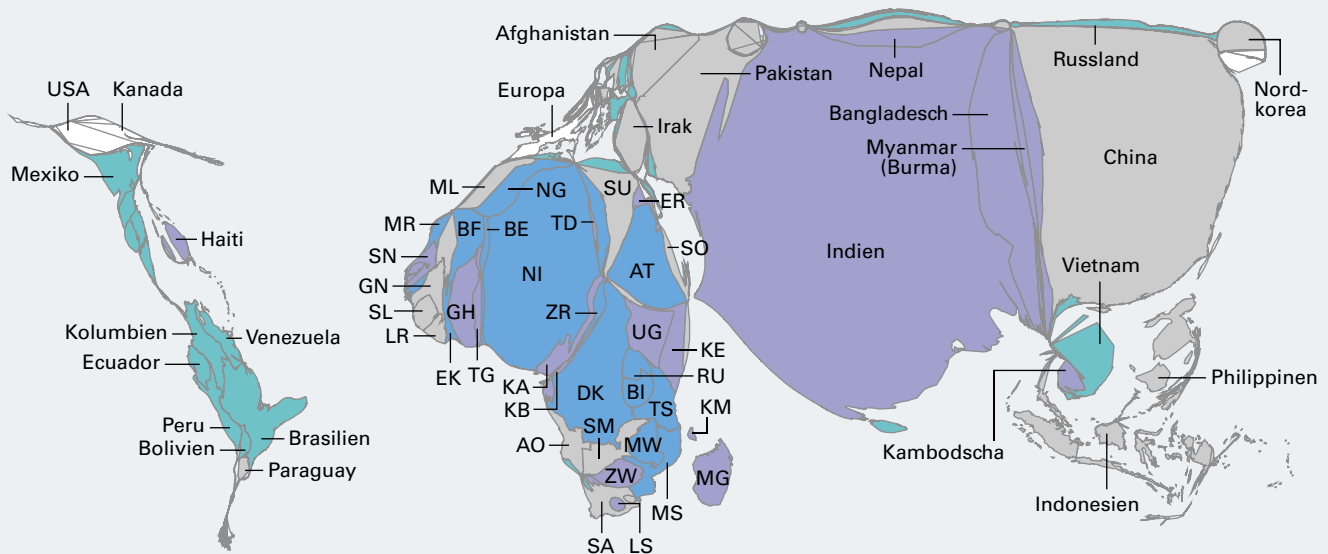 USA
Kanada
Mexiko
Haiti
Kolumbien
Venezuela
Ecuador
Peru
Bolivien
Brasilien
Paraguay
Afghanistan
Europa
Pakistan
Irak
Nepal
Bangladesch
Myanmar
(Burma)
Russland
Nord-
korea
China
Indien
Vietnam
Kambodscha
Philippinen
Indonesien
ML
NG
SU
ER
MR
BF
BE
TD
SO
SN
NI
AT
GN
SL
GH
ZR
UG
LR
KE
EK
TG
KA
KB
DK
RU
BI
TS
KM
AO
SM
MW
ZW
MG
MS
SA
LS